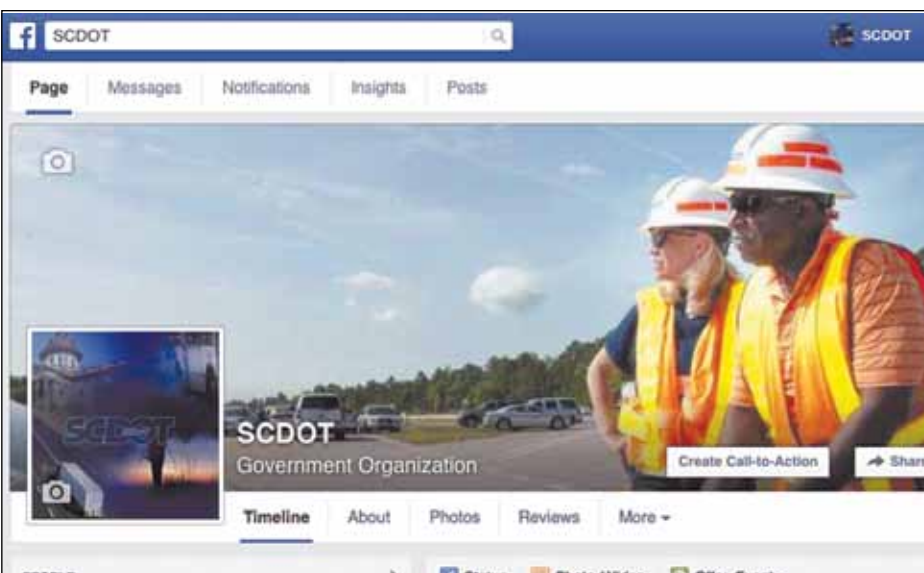 f SCDOT SCDOT
Page Messages Notifications Insights Posts
SCDOT
SCDOT
Government Organization
Create Call-to-Action Share
Timeline About Photos Reviews More